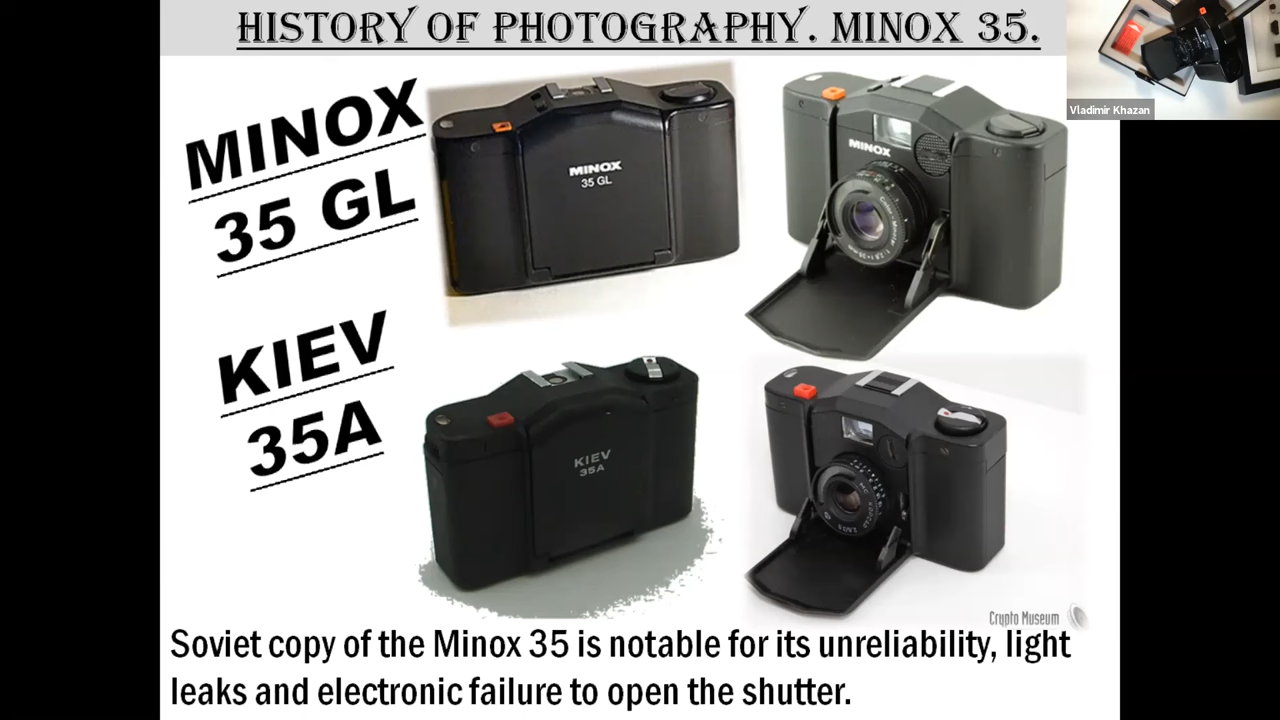 HISTORY OF PHOTOGRAPHY. MINOX 35.
Vladimir Khazan
MINOX
35 GL
MINOX
35 GL
MINOX
KIEV
35A
KIEV
35A
Crypto Museum
Soviet copy of the Minox 35 is notable for its unreliability, light
leaks and electronic failure to open the shutter.